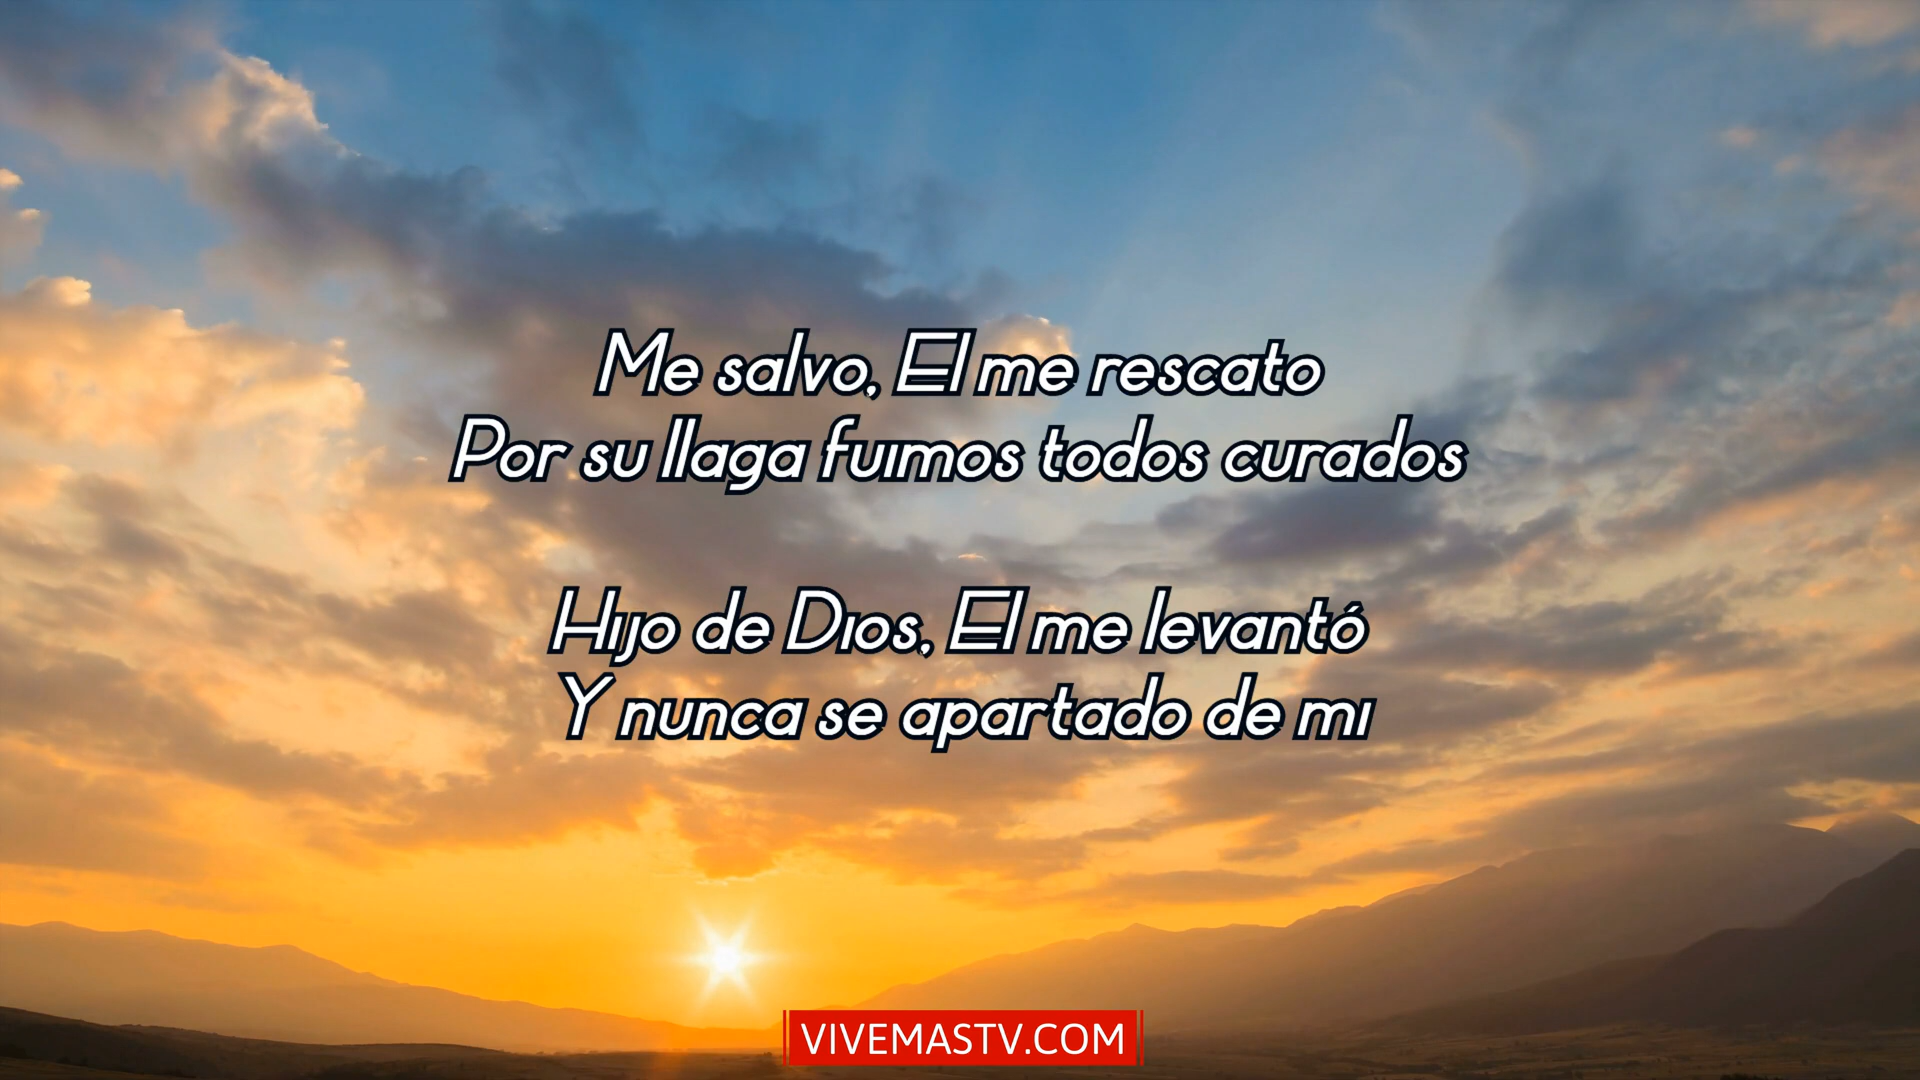 Me salvo, El me rescato
Por su llaga fuimos todos curados
Hijo de Dios, El me levantó
Y nunca se apartado de mi
VIVEMASTV.COM